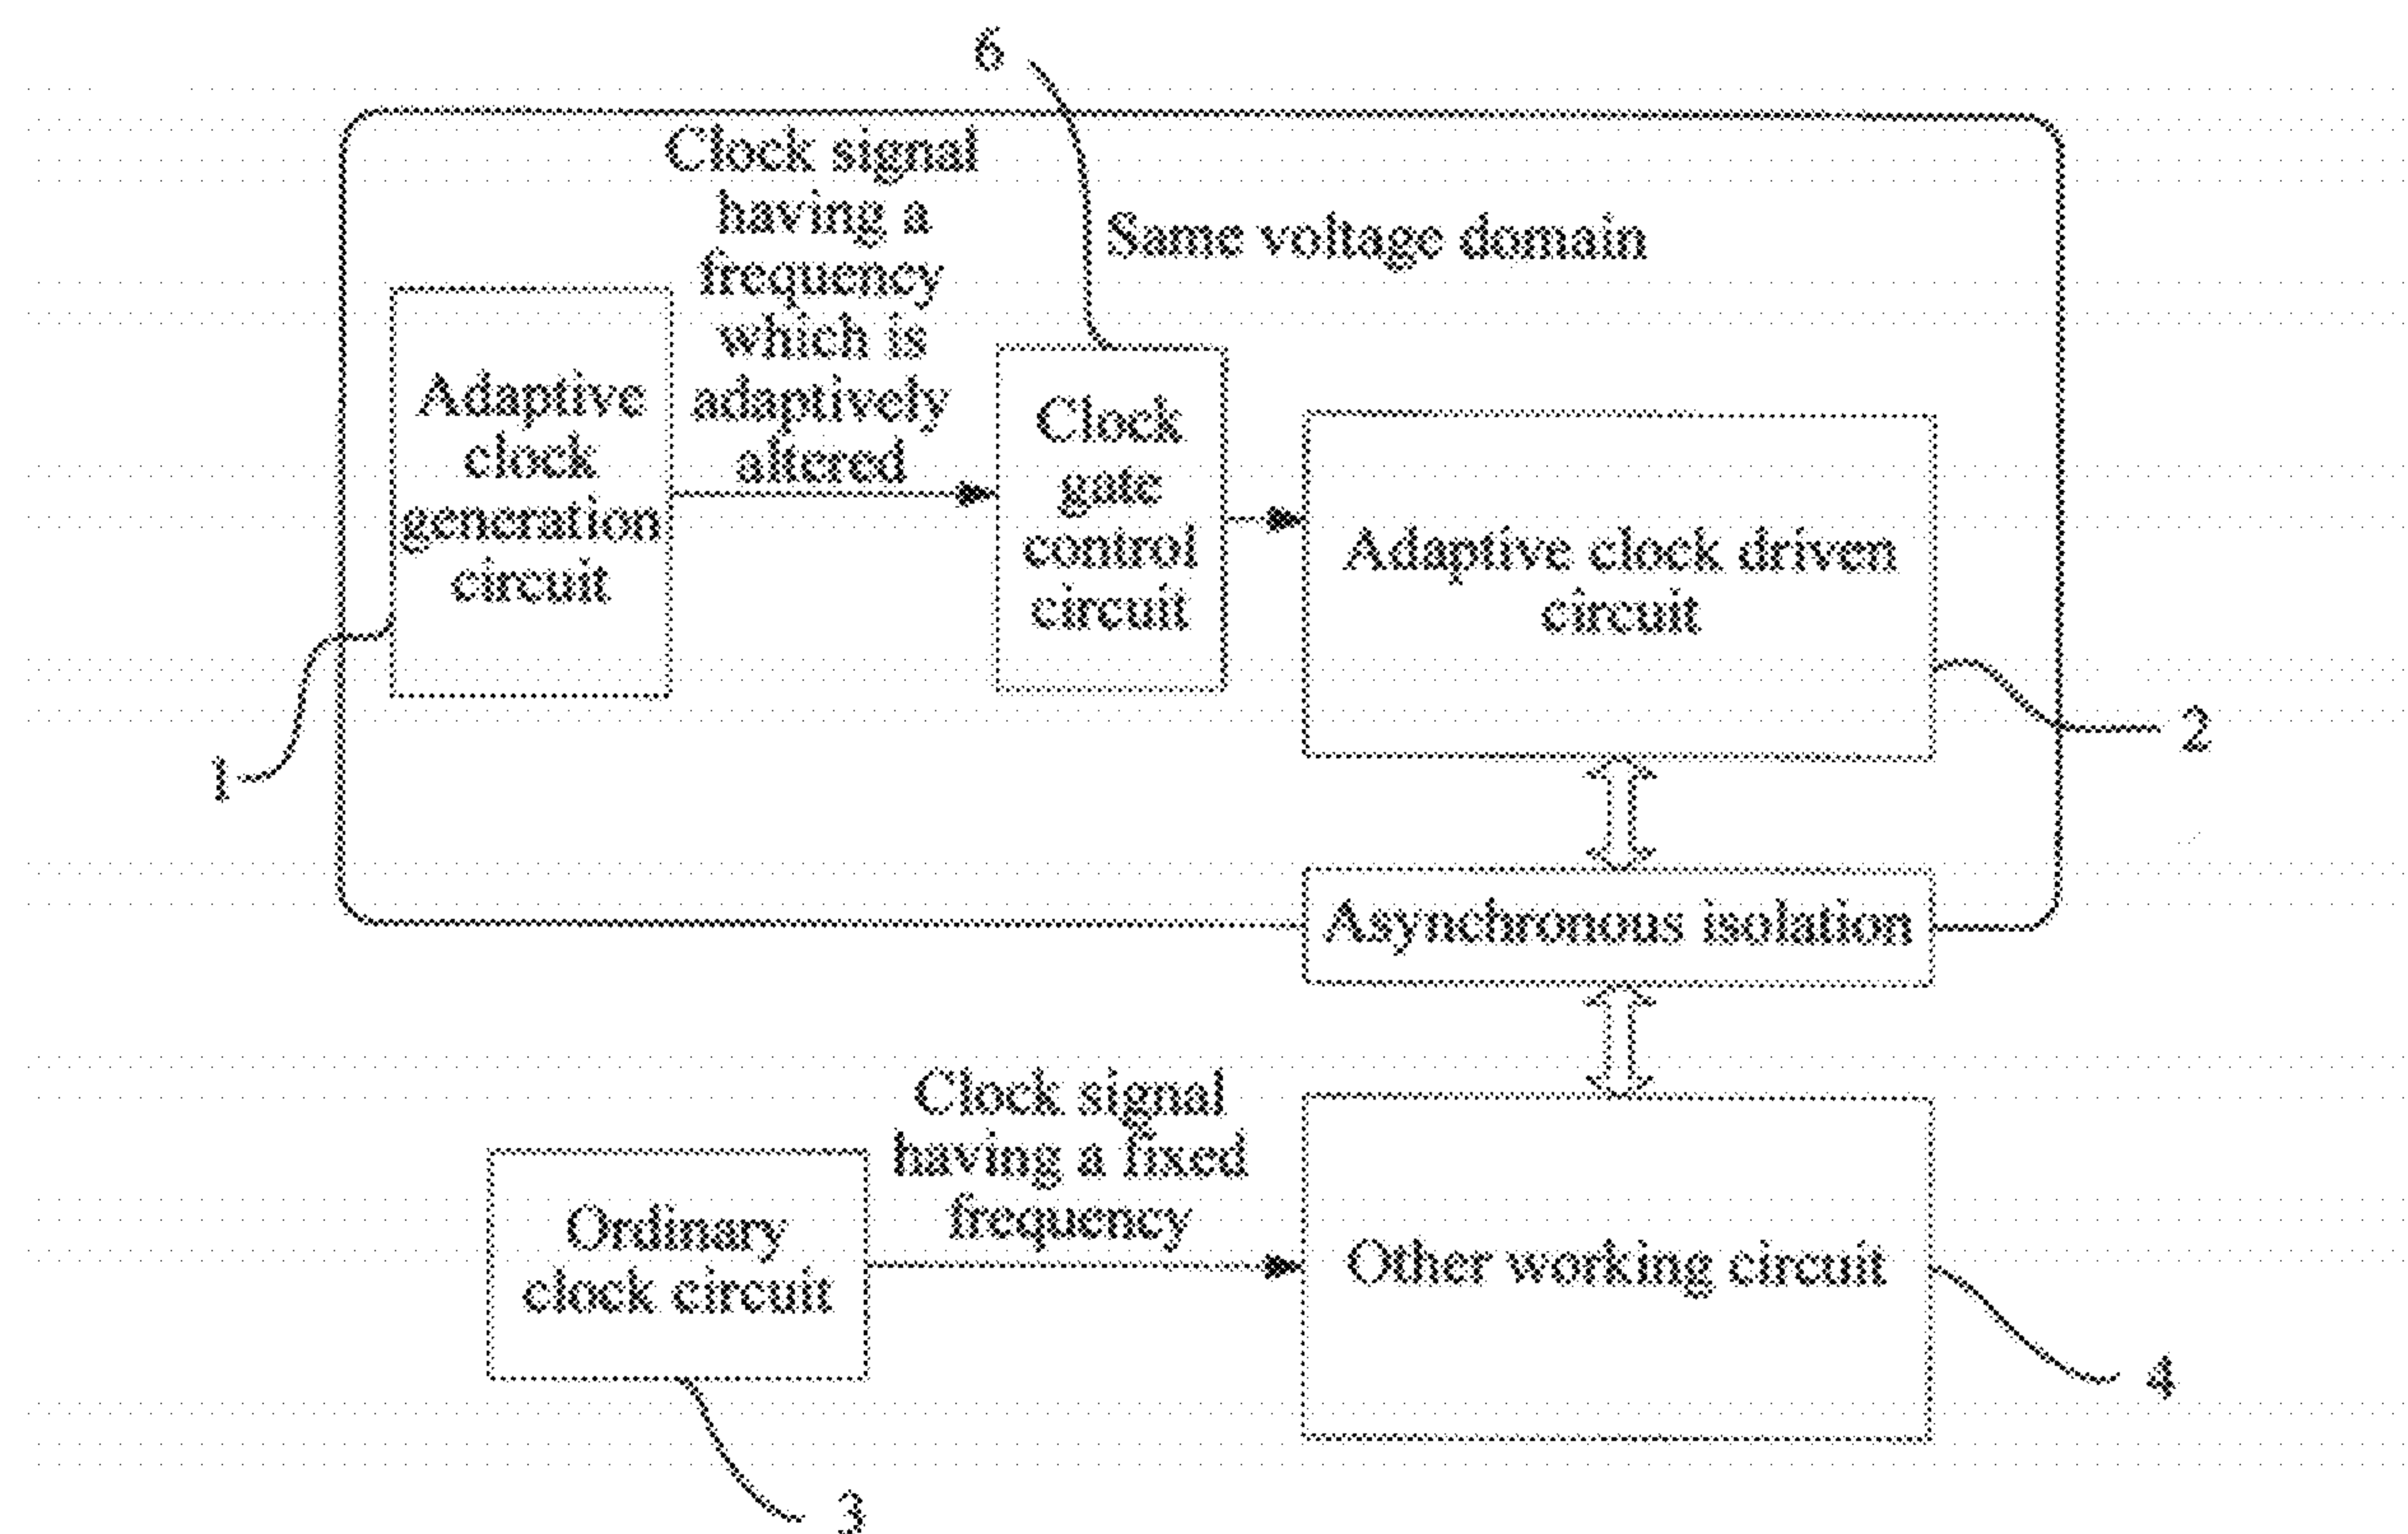 6
Clock signal
having a
frequency
which is
adaptively
altered
Same voltage domain
Adaptive
clock
generation
circuit
Clock
gate
control
circuit
Adaptive clock driven
circuit
1
2
Asynchronous isolation
Clock signal
having a fixed
frequency
Ordinary
clock circuit
Other working circuit
4
3